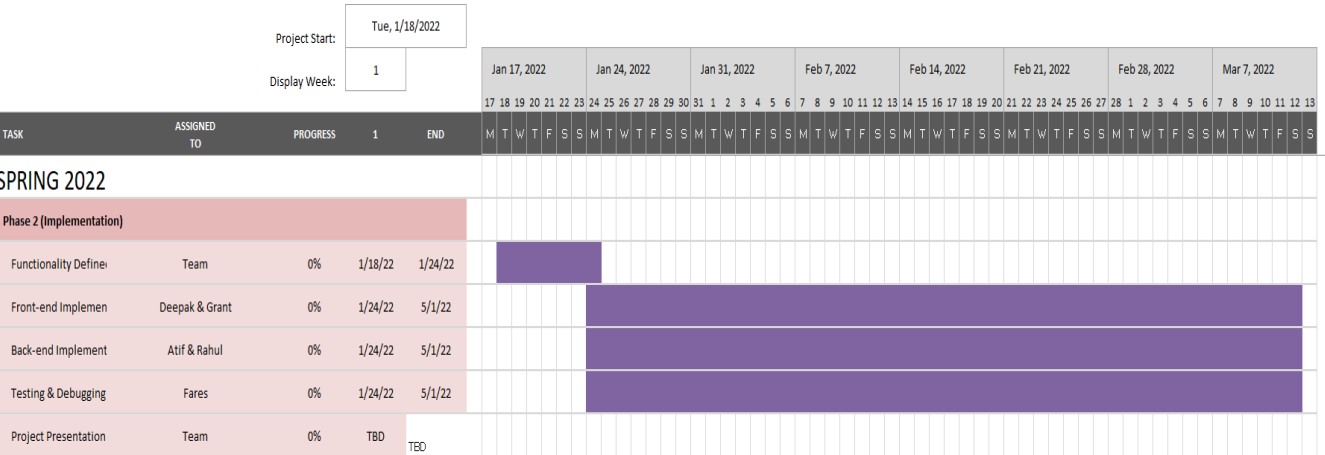 Project Start: Tue, 1/18/2022
Display Week: 1
Jan 17, 2022 Jan 24, 2022 Jan 31, 2022 Feb 7, 2022 Feb 14, 2022 Feb 21, 2022 Feb 28, 2022 Mar 7, 2022
17 18 19 20 21 22 23 24 25 26 27 28 29 30 31 1 2 3 4 5 6 7 8 9 10 11 12 13 14 15 16 17 18 19 20 21 22 23 24 25 26 27 28 1 2 3 4 5 6 7 8 9 10 11 12 13
TASK ASSIGNED TO PROGRESS 1 END M T W T F S S M T W T F S S M T W T F S S M T W T F S S M T W T F S S M T W T F S S M T W T F S S M T W T F S S
SPRING 2022
Phase 2 (Implementation)
Functionality Define Team 0% 1/18/22 1/24/22
Front-end Implemen Deepak & Grant 0% 1/24/22 5/1/22
Back-end Implement Atif & Rahul 0% 1/24/22 5/1/22
Testing & Debugging Fares 0% 1/24/22 5/1/22
Project Presentation Team 0% TBD TBD